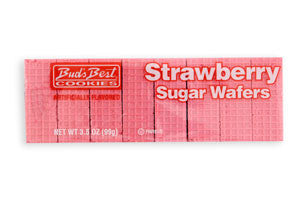 Bud's Best
COOKIES
ARTIFICIALLY FLAVORED
Strawberry
Sugar Wafers
NET WT 3.5 OZ (99g)